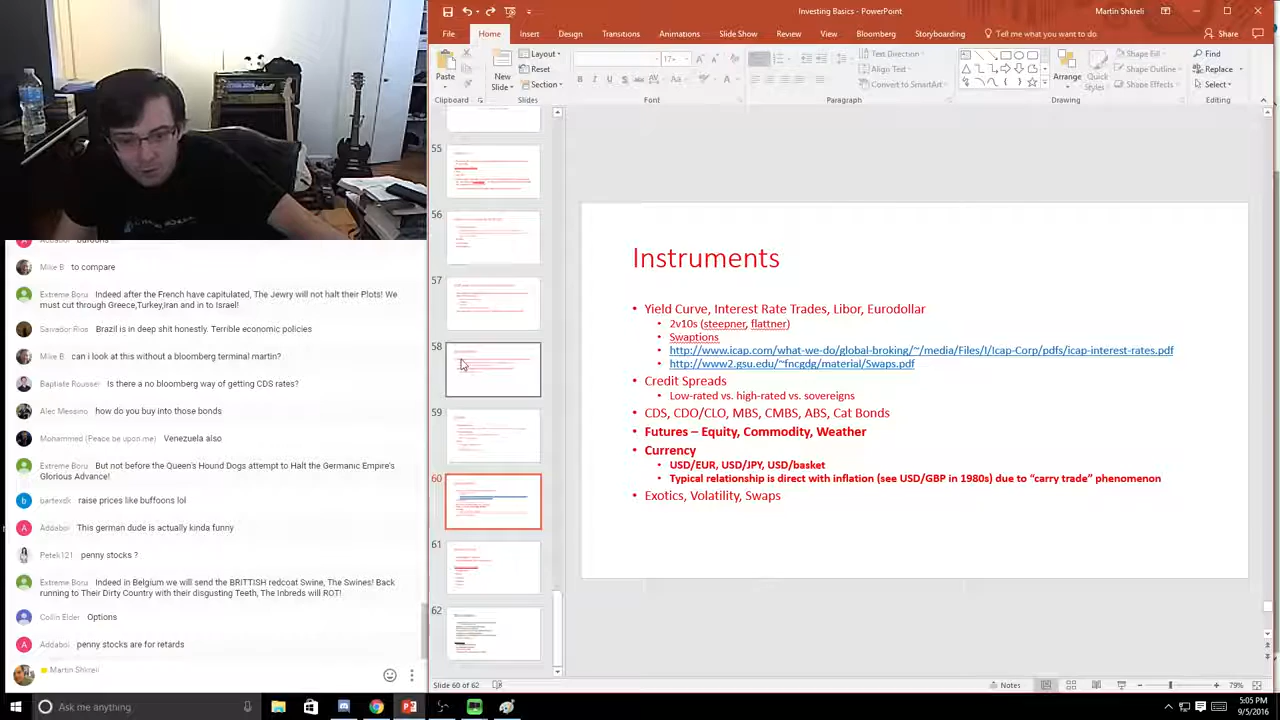 Martin Shkreli
File Home Insert Design Transitions Animations Slide Show Review View Bloomberg Storyboarding Tell me what you want to do. Share
Paste
New
Slide
Layout
Reset
Section
Text Direction
Align Text
Convert to SmartArt
Arrange
Quick
Styles
Shape Fill
Shape Outline
Shape Effects
Find
Replace
Select
Clipboard Slides Font Paragraph Drawing Editing
Mike B to compare
Extreme Boru Indeed after the French have capitulated, The Jewry will not halt their Plots! We
must cut through Greece,Turkey,Iran and in to Israel!
Salvador Rios Brazil is in deep shit honestly. Terrible economic policies
Mike B can i look at this without a bloomberg terminal martin?
Baptiste Rousser Is there a no bloomberg way of getting CDS rates?
Alec Messino how do you buy into those bonds
Mohammed (Peace be upon me) Venezuela also
Extreme Boru But not before the Queens Hound Dogs attempt to Halt the Germanic Empire's
Glorious Advance!
raise prices like buffoons lol
Addaboi This german dude is actually kinda funny
Petek121 penny stocks ?
Extreme Boru Indeed in Belgium we will send the BRITTISH redcoat Swine, The Swines! Back
running to Their Dirty Country with their disgusting Teeth, The Inbreds will ROT!
Collin Elder Options
Addaboi penny stocks are for retards
Martin Shkreli
55
56
57
58
59
60
61
62
Instruments
• Yield Curve, Interest Rate Trades, Libor, Eurodollar
• 2v10s (steepner, flattner)
• Swaptions
• http://www.icap.com/what-we-do/global-broking/~/media/Files/I/Icap-Corp/pdfs/icap-interest-rates.pdf
• http://www2.gsu.edu/~fncgdg/material/Swaps.pdf
• Credit Spreads
• Low-rated vs. high-rated vs. sovereigns
• CDS, CDO/CLO, MBS, CMBS, ABS, Cat Bonds
• Futures – Equity, Commodity, Weather
• Currency
• USD/EUR, USD/JPY, USD/basket
• Typical relationship is direct with inflation (see USD/GBP in 1980s) due to “carry trade” phenomenon
• Exotics, Volatility, Swaps
Slide 60 of 62
Notes
79%
Ask me anything
5:05 PM
9/5/2016